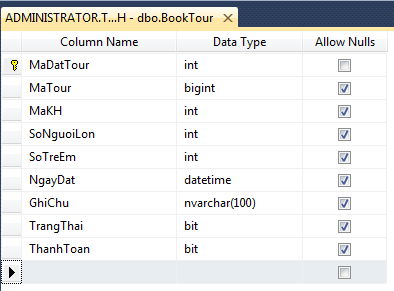 ADMINISTRATOR.T...H - dbo.BookTour
Column Name Data Type Allow Nulls
MaDatTour int
MaTour bigint
MaKH int
SoNguoiLon int
SoTreEm int
NgayDat datetime
GhiChu nvarchar(100)
TrangThai bit
ThanhToan bit